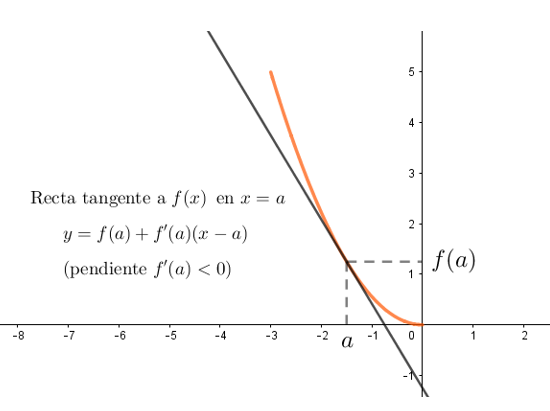 5
4
3
Recta tangente a f(x) en x = a
2
y = f(a) + f′(a)(x − a)
f(a)
(pendiente f′(a) < 0)
1
-8 -7 -6 -5 -4 -3 -2 a -1 0 1 2
-1